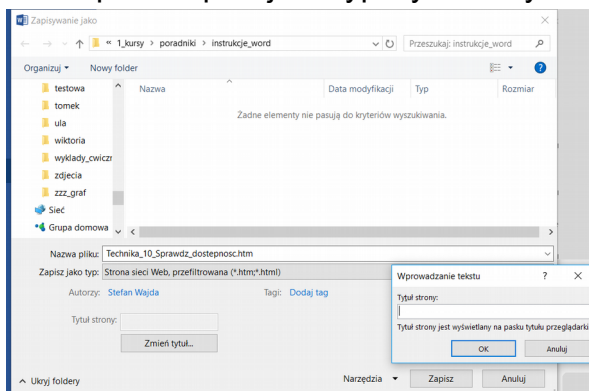 Zapisywanie jako
« 1_kursy > poradniki > instrukcje_word
Przeszukaj: instrukcje_word
Organizuj
Nowy folder
Nazwa
Data modyfikacji
Typ
Rozmiar
testowa
tomek
ula
wiktoria
wyklady_cwiczr
zdjecia
zzz_graf
Sieć
Grupa domowa
Żadne elementy nie pasują do kryteriów wyszukiwania.
Nazwa pliku: Technika_10_Sprawdz_dostepnosc.htm
Zapisz jako typ: Strona sieci Web, przefiltrowana (*.htm;*.html)
Autorzy: Stefan Wajda
Tagi: Dodaj tag
Tytuł strony:
Zmień tytuł...
Wprowadzanie tekstu ? ×
Tytuł strony:
Tytuł strony jest wyświetlany na pasku tytułu przeglądarki
OK
Anuluj
Ukryj foldery
Narzędzia
Zapisz
Anuluj